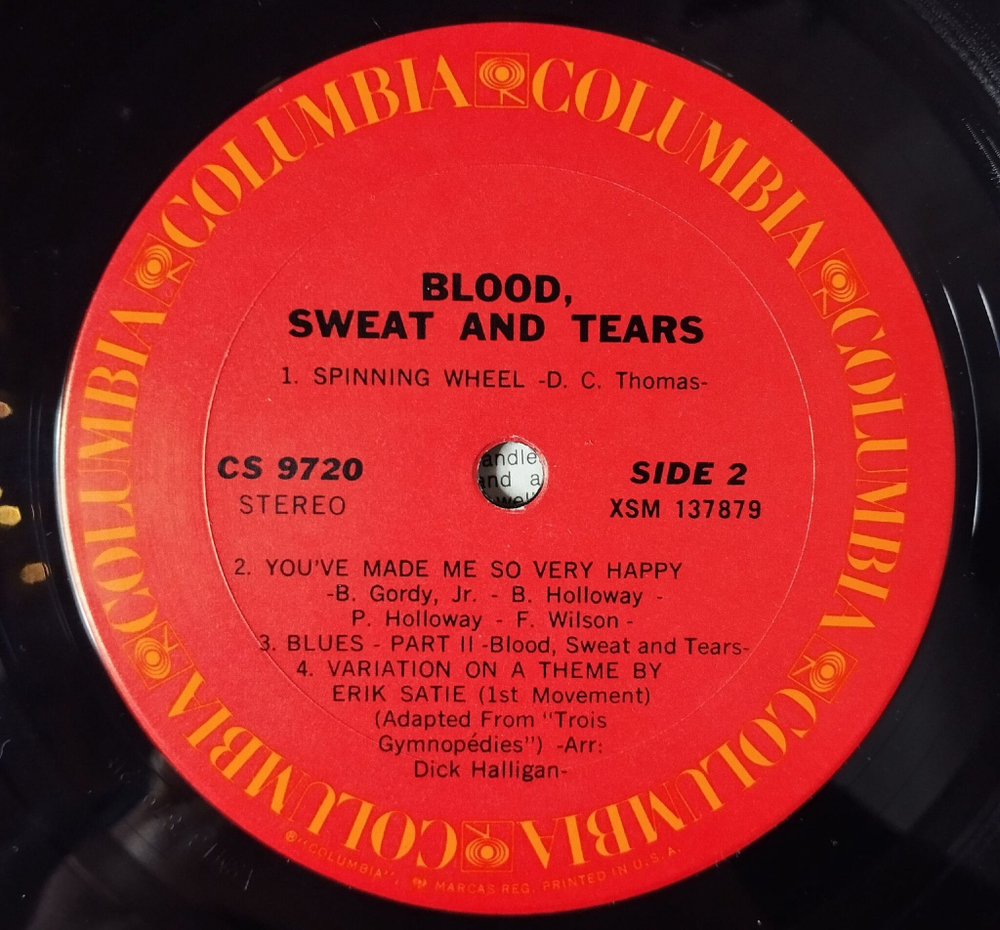 COLUMBIA COLUMBIA COLUMBIA COLUMBIA COLUMBIA COLUMBIA
BLOOD,
SWEAT AND TEARS
1. SPINNING WHEEL -D. C. Thomas-
CS 9720
STEREO
andle
and a
SIDE 2
XSM 137879
2. YOU'VE MADE ME SO VERY HAPPY
-B. Gordy, Jr. - B. Holloway -
P. Holloway - F. Wilson -
3. BLUES - PART II -Blood, Sweat and Tears-
4. VARIATION ON A THEME BY
ERIK SATIE (1st Movement)
(Adapted From "Trois
Gymnopédies") -Arr:
Dick Halligan-
® "COLUMBIA", MARCAS REG. PRINTED IN U.S.A.